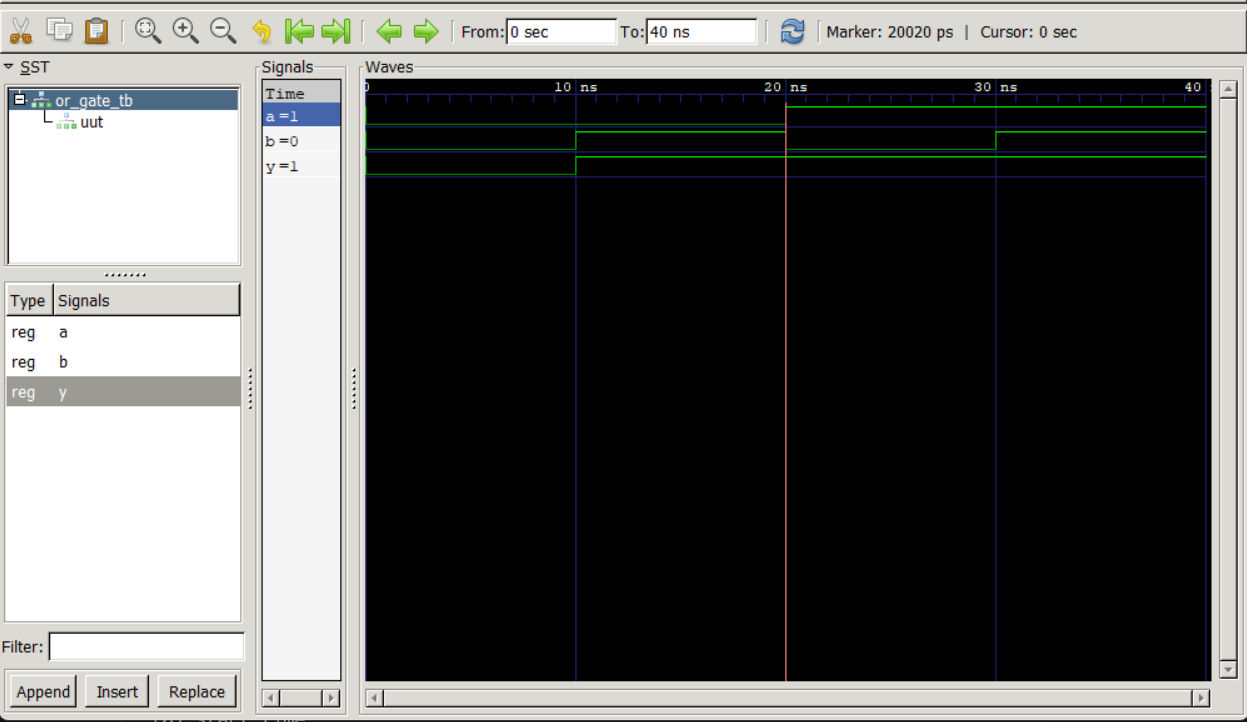 From: 0 sec To: 40 ns Marker: 20020 ps | Cursor: 0 sec
SST
or_gate_tb
uut
Type Signals
reg a
reg b
reg y
Filter:
Append Insert Replace
Signals
Time
a =1
b =0
y =1
Waves
0 10 ns 20 ns 30 ns 40